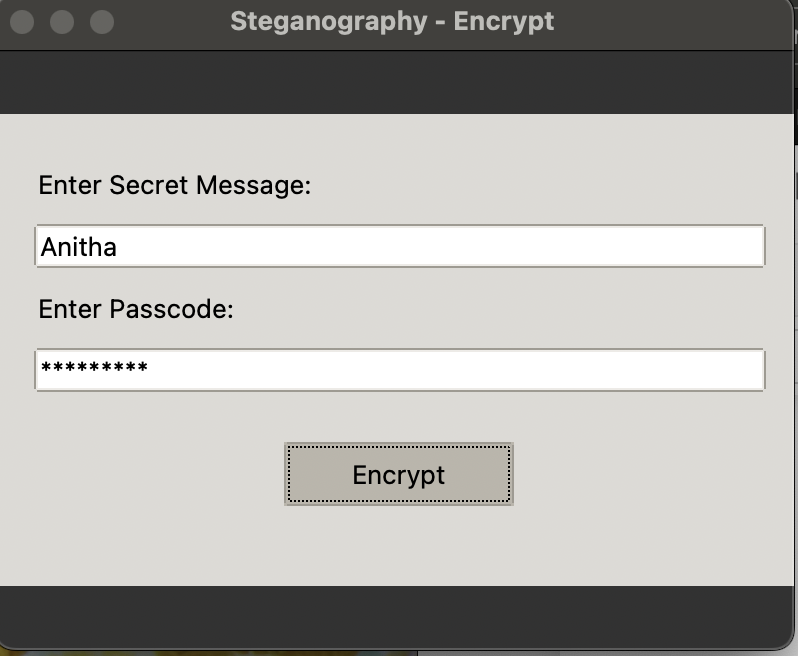 Steganography - Encrypt
Enter Secret Message:
Anitha
Enter Passcode:
*********
Encrypt